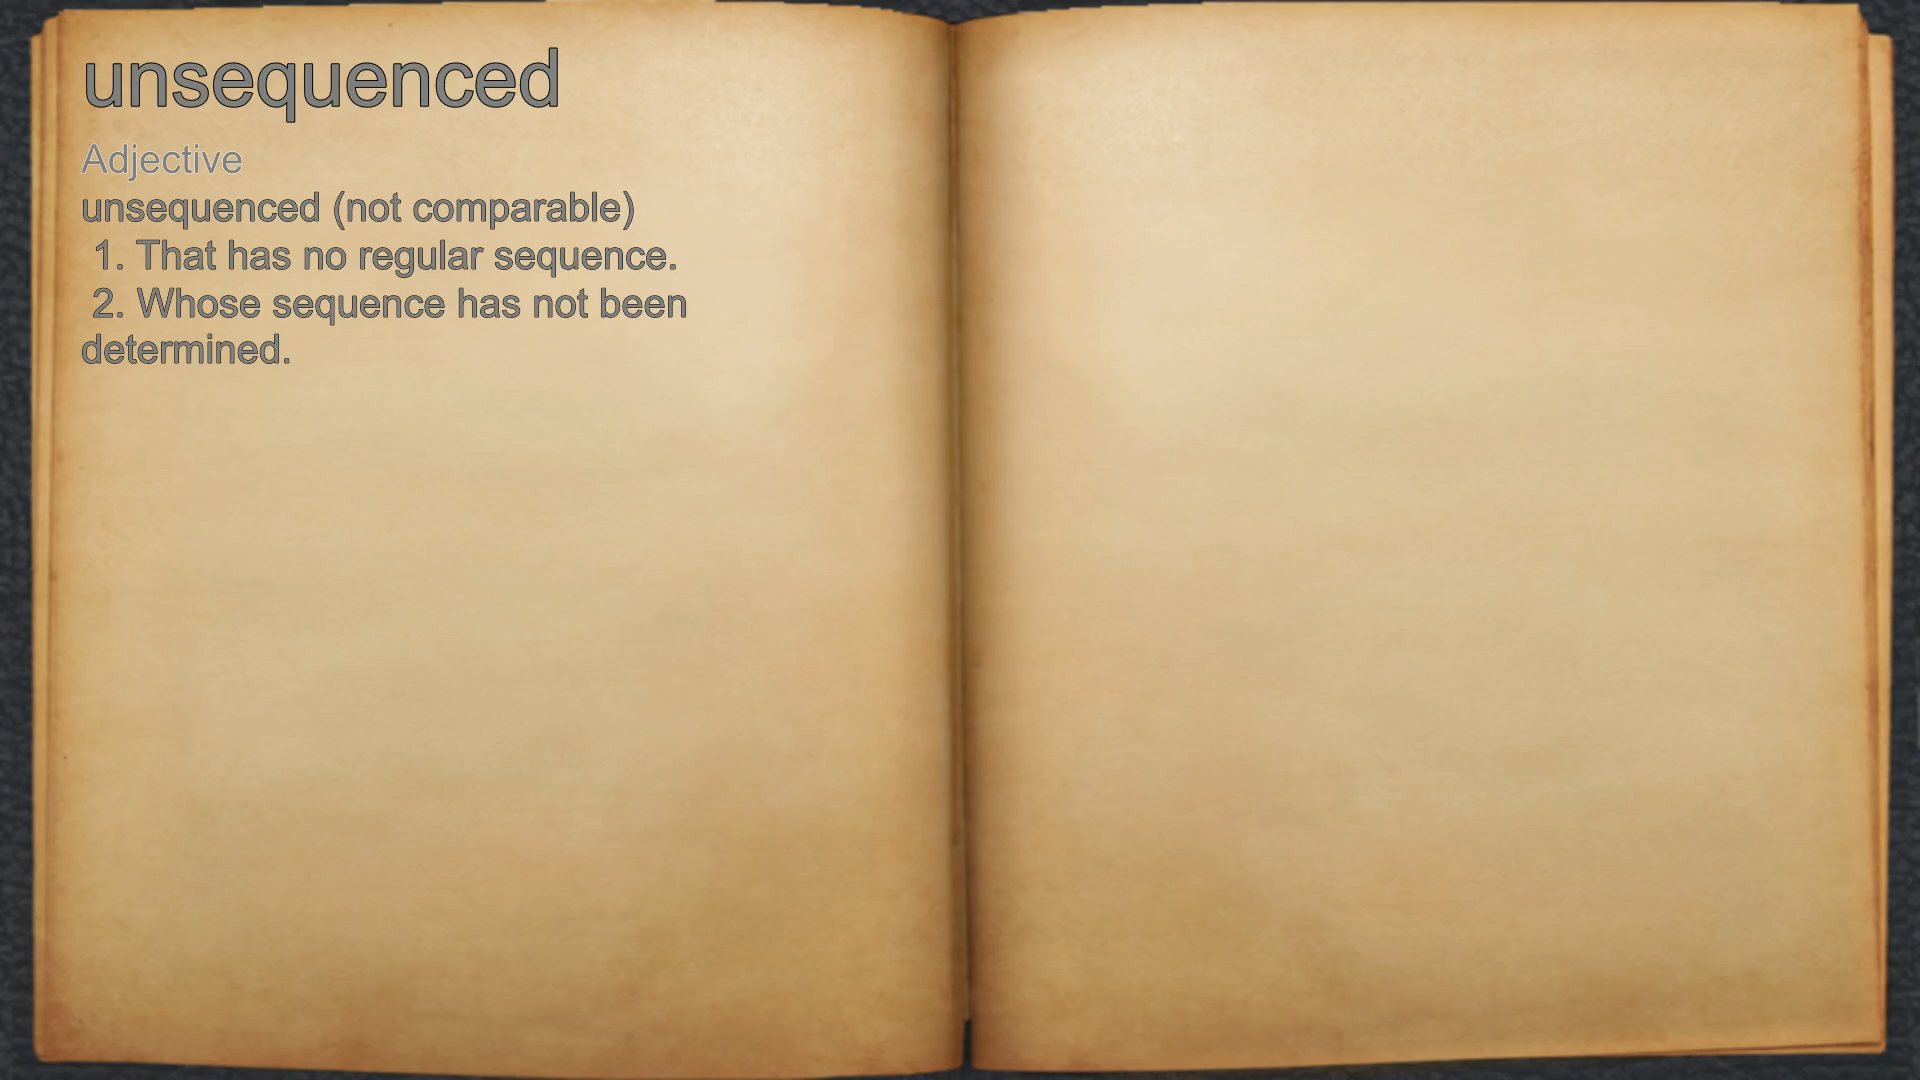 unsequenced
Adjective
unsequenced (not comparable)
1. That has no regular sequence.
2. Whose sequence has not been
determined.